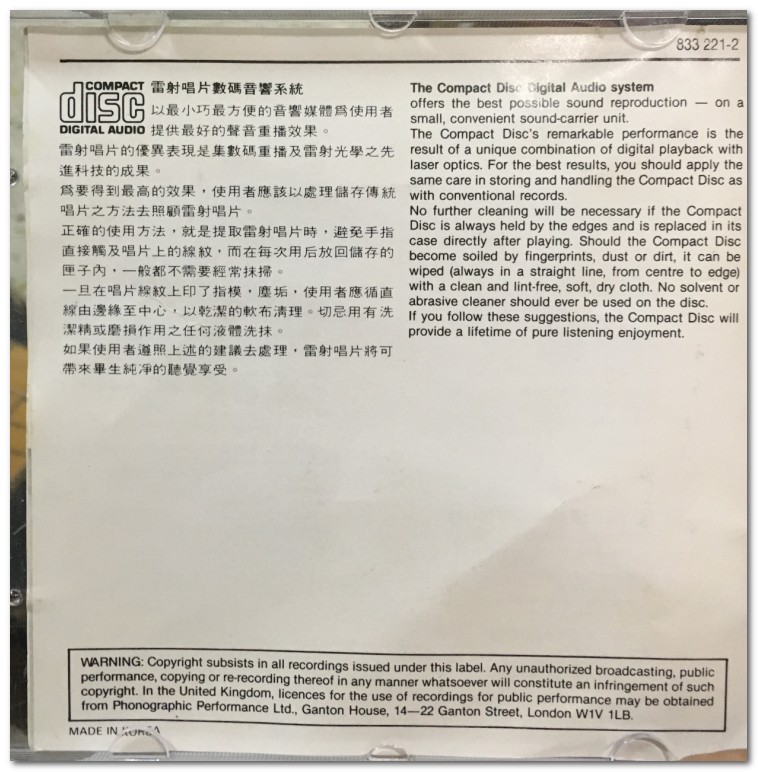 833 221-2
COMPACT
disc
DIGITAL AUDIO
雷射唱片數碼音響系統
以最小巧最方便的音響媒體爲使用者
提供最好的聲音重播效果。
雷射唱片的優異表現是集數碼重播及雷射光學之先
進科技的成果。
爲要得到最高的效果，使用者應該以處理儲存傳統
唱片之方法去照顧雷射唱片。
正確的使用方法，就是提取雷射唱片時，避免手指
直接觸及唱片上的線紋，而在每次用后放回儲存的
匣子內，一般都不需要經常抹掃。
一旦在唱片線紋上印了指模，塵垢，使用者應循直
線由邊緣至中心，以乾潔的軟布淸理。切忌用有洗
潔精或磨損作用之任何液體洗抹。
如果使用者遵照上述的建議去處理，雷射唱片將可
帶來畢生純凈的聽覺享受。
The Compact Disc Digital Audio system
offers the best possible sound reproduction — on a
small, convenient sound-carrier unit.
The Compact Disc's remarkable performance is the
result of a unique combination of digital playback with
laser optics. For the best results, you should apply the
same care in storing and handling the Compact Disc as
with conventional records.
No further cleaning will be necessary if the Compact
Disc is always held by the edges and is replaced in its
case directly after playing. Should the Compact Disc
become soiled by fingerprints, dust or dirt, it can be
wiped (always in a straight line, from centre to edge)
with a clean and lint-free, soft, dry cloth. No solvent or
abrasive cleaner should ever be used on the disc.
If you follow these suggestions, the Compact Disc will
provide a lifetime of pure listening enjoyment.
WARNING: Copyright subsists in all recordings issued under this label. Any unauthorized broadcasting, public
performance, copying or re-recording thereof in any manner whatsoever will constitute an infringement of such
copyright. In the United Kingdom, licences for the use of recordings for public performance may be obtained
from Phonographic Performance Ltd., Ganton House, 14—22 Ganton Street, London W1V 1LB.
MADE IN KOREA